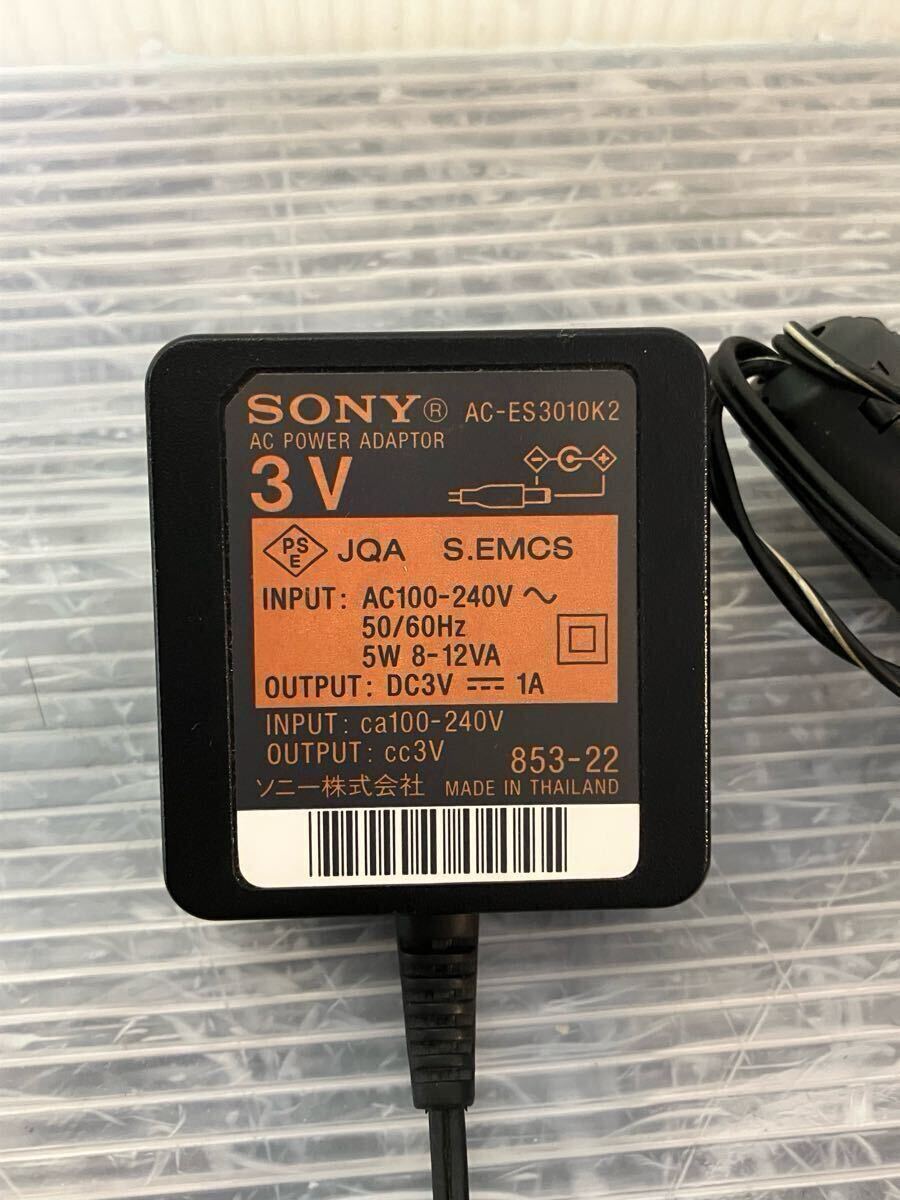 SONY® AC-ES3010K2
AC POWER ADAPTOR
3V
- C +
PS
E JQA S.EMCS
INPUT: AC100-240V ~
50/60Hz
5W 8-12VA
OUTPUT: DC3V ⎓ 1A
INPUT: ca100-240V
OUTPUT: cc3V 853-22
ソニー株式会社 MADE IN THAILAND